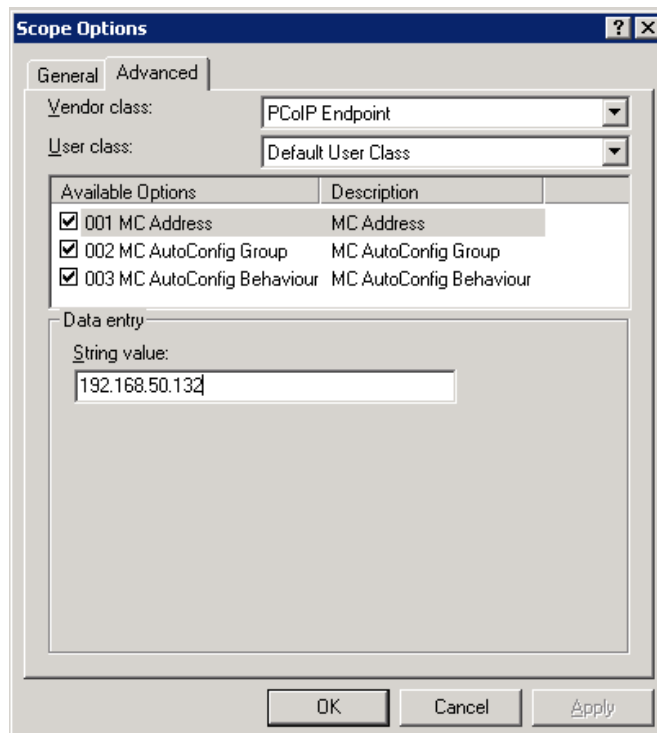 Scope Options
General Advanced
Vendor class: PCoIP Endpoint
User class: Default User Class
Available Options Description
001 MC Address MC Address
002 MC AutoConfig Group MC AutoConfig Group
003 MC AutoConfig Behaviour MC AutoConfig Behaviour
Data entry
String value:
192.168.50.132
OK Cancel Apply